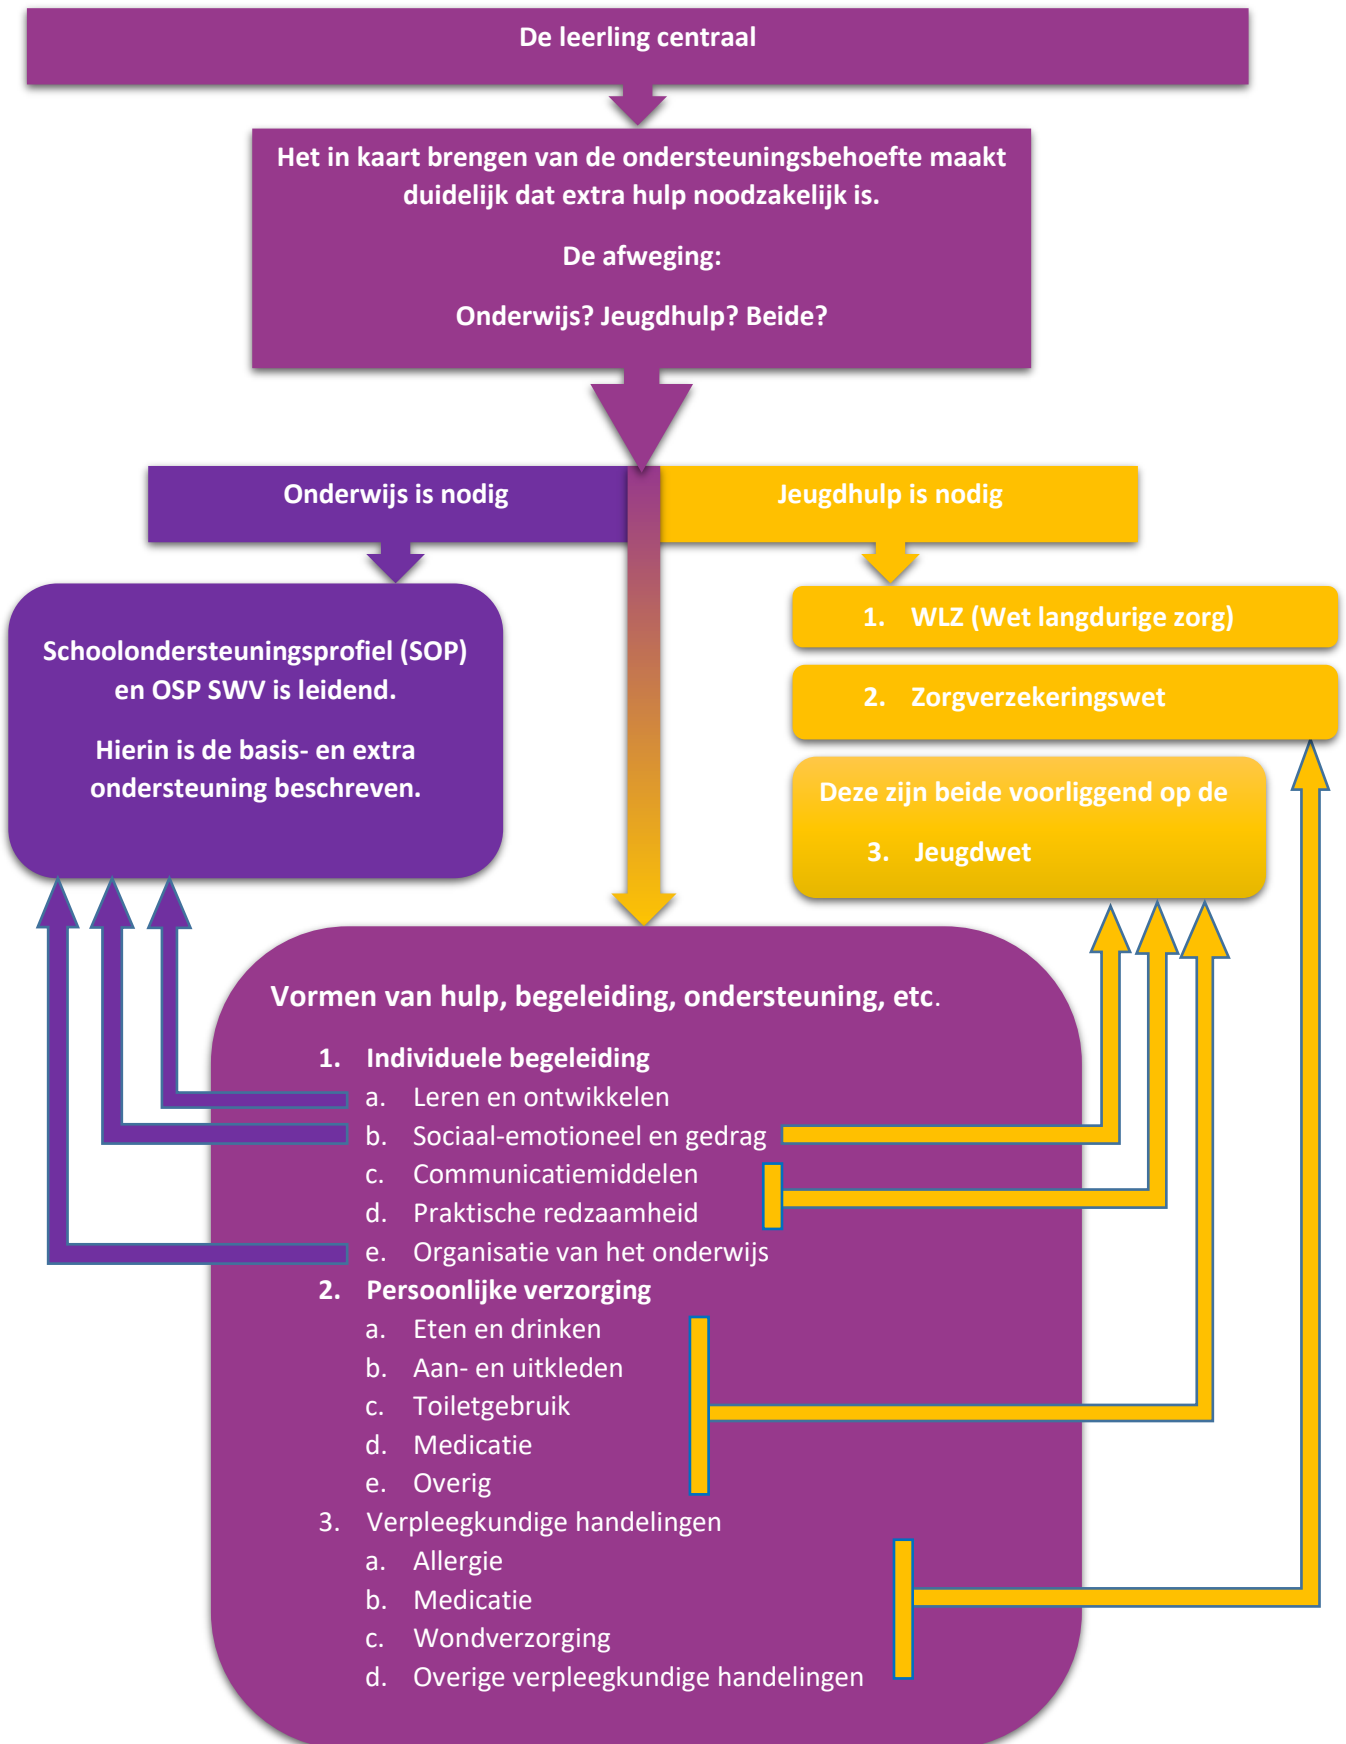 De leerling centraal
Het in kaart brengen van de ondersteuningsbehoefte maakt
duidelijk dat extra hulp noodzakelijk is.
De afweging:
Onderwijs? Jeugdhulp? Beide?
Onderwijs is nodig
Jeugdhulp is nodig
Schoolondersteuningsprofiel (SOP)
en OSP SWV is leidend.
Hierin is de basis- en extra
ondersteuning beschreven.
1. WLZ (Wet langdurige zorg)
2. Zorgverzekeringswet
Deze zijn beide voorliggend op de
3. Jeugdwet
Vormen van hulp, begeleiding, ondersteuning, etc.
1. Individuele begeleiding
a. Leren en ontwikkelen
b. Sociaal-emotioneel en gedrag
c. Communicatiemiddelen
d. Praktische redzaamheid
e. Organisatie van het onderwijs
2. Persoonlijke verzorging
a. Eten en drinken
b. Aan- en uitkleden
c. Toiletgebruik
d. Medicatie
e. Overig
3. Verpleegkundige handelingen
a. Allergie
b. Medicatie
c. Wondverzorging
d. Overige verpleegkundige handelingen